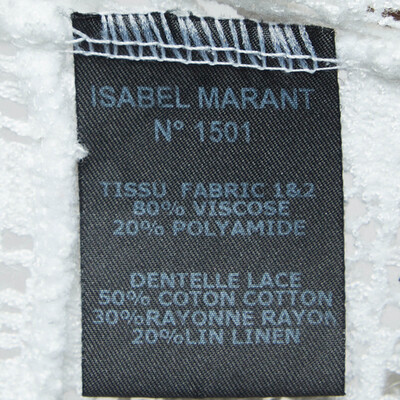 ISABEL MARANT
N° 1501
TISSU FABRIC 1&2
80% VISCOSE
20% POLYAMIDE
DENTELLE LACE
50% COTON COTTON
30%RAYONNE RAYON
20%LIN LINEN